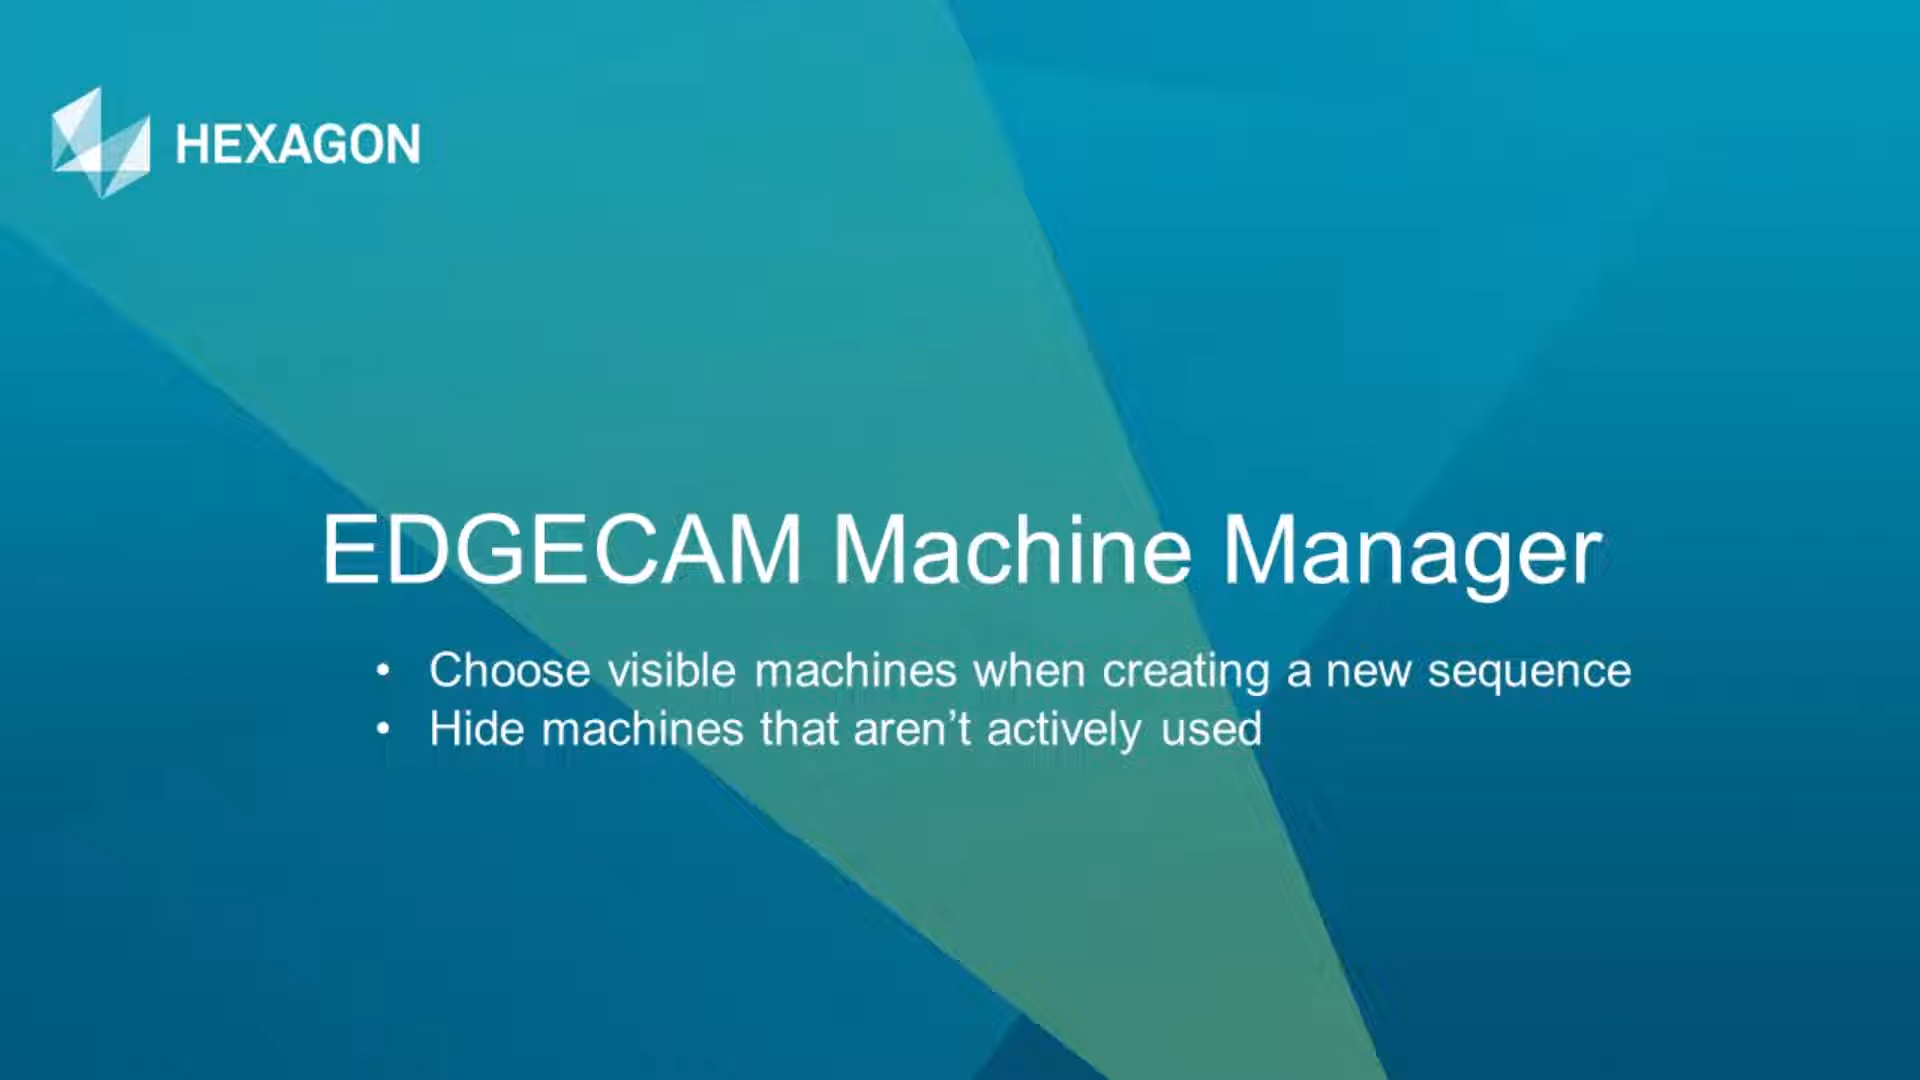 HEXAGON
EDGECAM Machine Manager
• Choose visible machines when creating a new sequence
• Hide machines that aren’t actively used